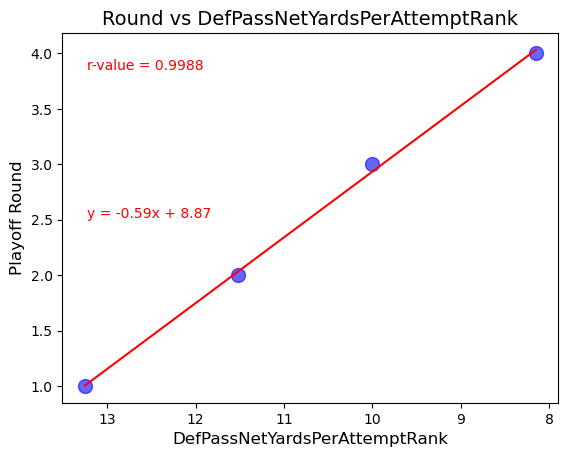 Round vs DefPassNetYardsPerAttemptRank
4.0
r-value = 0.9988
3.5
3.0
2.5
y = -0.59x + 8.87
2.0
1.5
1.0
Playoff Round
13 12 11 10 9 8
DefPassNetYardsPerAttemptRank